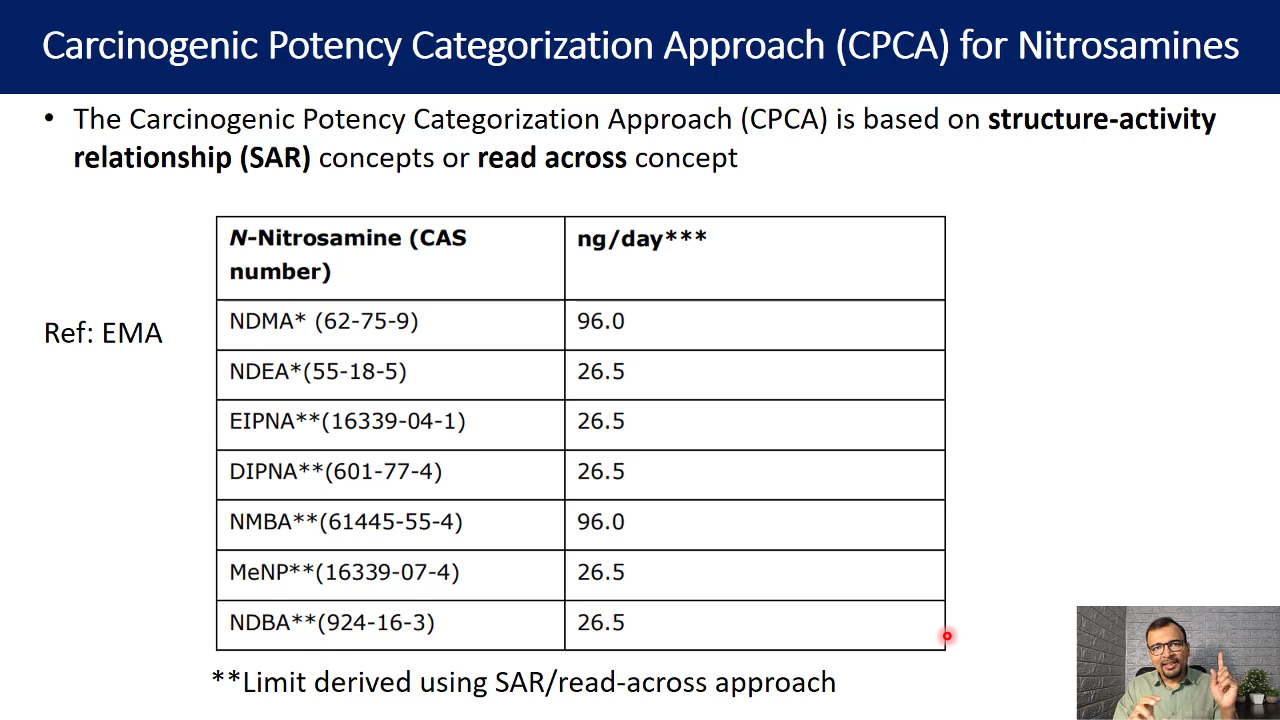 Carcinogenic Potency Categorization Approach (CPCA) for Nitrosamines
• The Carcinogenic Potency Categorization Approach (CPCA) is based on structure-activity
relationship (SAR) concepts or read across concept
N-Nitrosamine (CAS
number)
ng/day***
Ref: EMA
NDMA* (62-75-9)
96.0
NDEA*(55-18-5)
26.5
EIPNA**(16339-04-1)
26.5
DIPNA**(601-77-4)
26.5
NMBA**(61445-55-4)
96.0
MeNP**(16339-07-4)
26.5
NDBA**(924-16-3)
26.5
**Limit derived using SAR/read-across approach